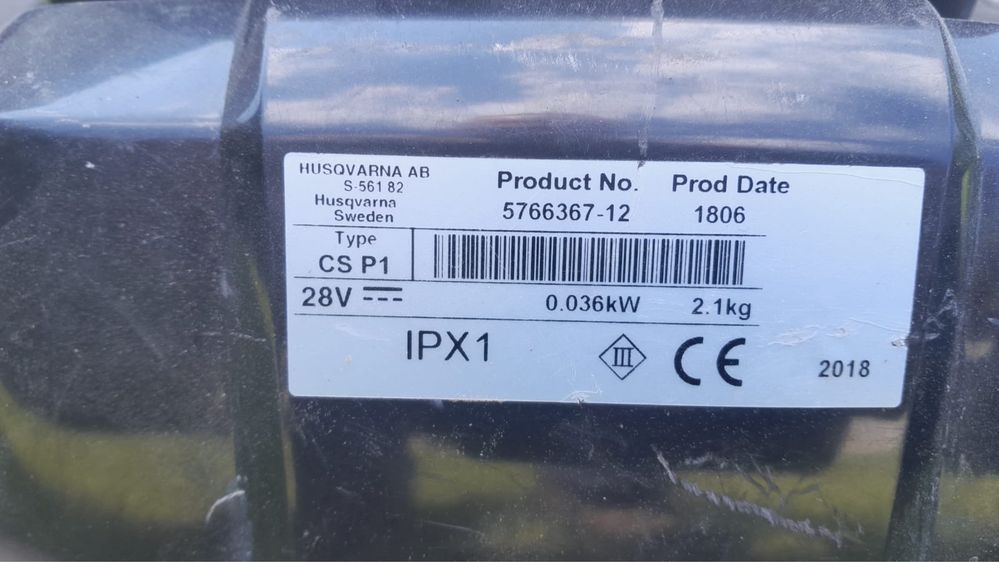 HUSQVARNA AB
S-561 82
Husqvarna
Sweden
Product No.
5766367-12
Prod Date
1806
Type
CS P1
28V 0.036kW 2.1kg
IPX1 III CE 2018